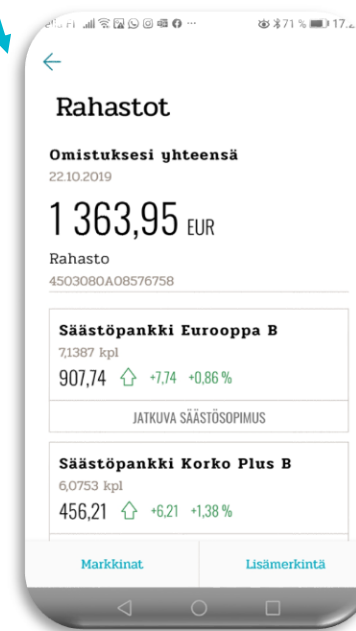 71 %
Rahastot
Omistuksesi yhteensä
22.10.2019
1 363,95 EUR
Rahasto
4503080A08576758
Säästöpankki Eurooppa B
7,1387 kpl
907,74 +7,74 +0,86 %
JATKUVA SÄÄSTÖSOPIMUS
Säästöpankki Korko Plus B
6,0753 kpl
456,21 +6,21 +1,38 %
Markkinat Lisämerkintä